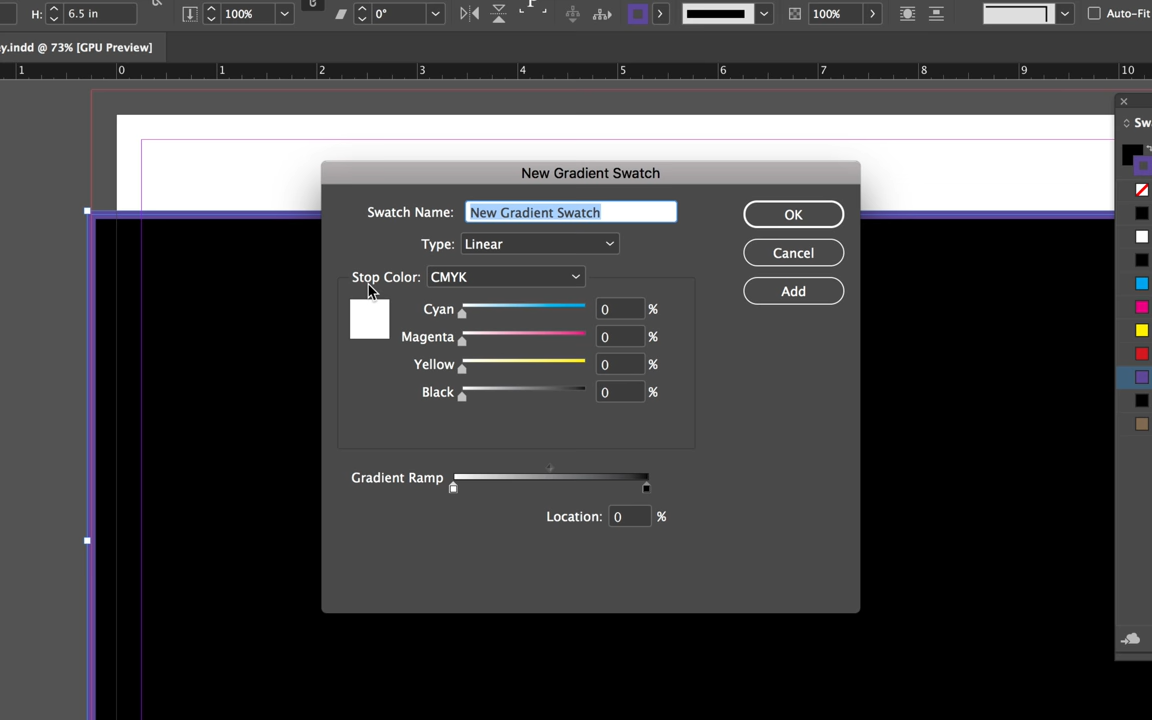 H: 6.5 in 100% 0° 100% Auto-Fit
y.indd @ 73% [GPU Preview]
1 0 1 2 3 4 5 6 7 8 9 10
New Gradient Swatch
Swatch Name: New Gradient Swatch OK
Type: Linear
Cancel
Stop Color: CMYK
Add
Cyan 0 %
Magenta 0 %
Yellow 0 %
Black 0 %
Gradient Ramp
Location: 0 %
Sw